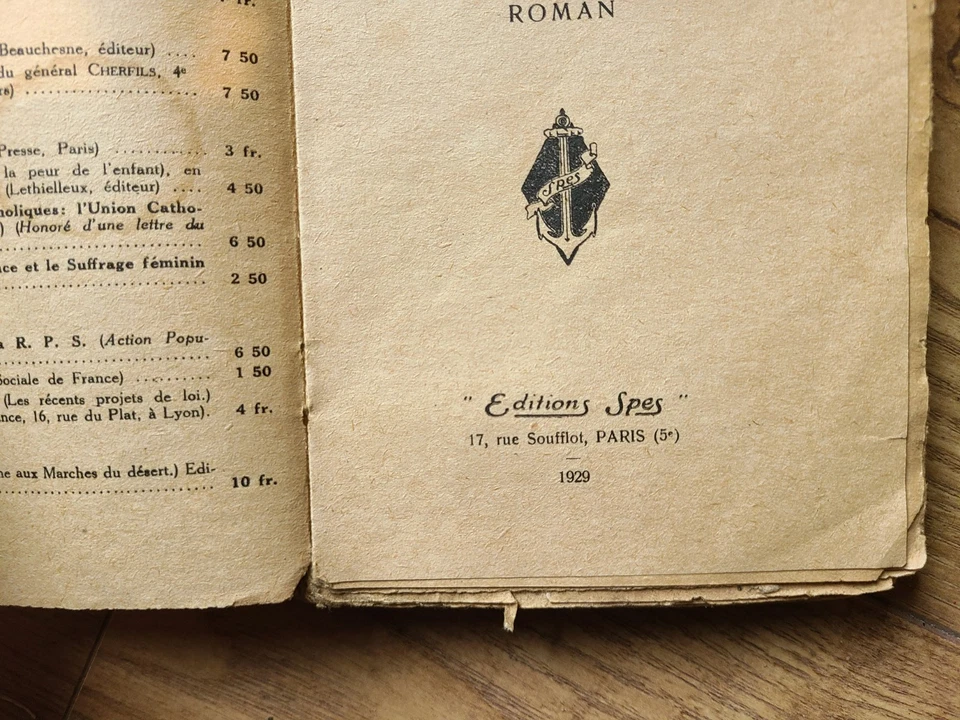 fr.
Beauchesne, éditeur) ....
7 50
du général CHERFILS, 4e
rs) ..............................
7 50
Presse, Paris) ..............
3 fr.
la peur de l'enfant), en
(Lethielleux, éditeur) ....
4 50
holiques: l'Union Catho-
) (Honoré d'une lettre du
..............................
6 50
ce et le Suffrage féminin
..............................
2 50
R. P. S. (Action Popu-
..............................
6 50
ociale de France) ..........
1 50
(Les récents projets de loi.)
nce, 16, rue du Plat, à Lyon).
4 fr.
ne aux Marches du désert.) Edi-
..............................
10 fr.
ROMAN
Spes
" Editions Spes "
17, rue Soufflot, PARIS (5e)
1929